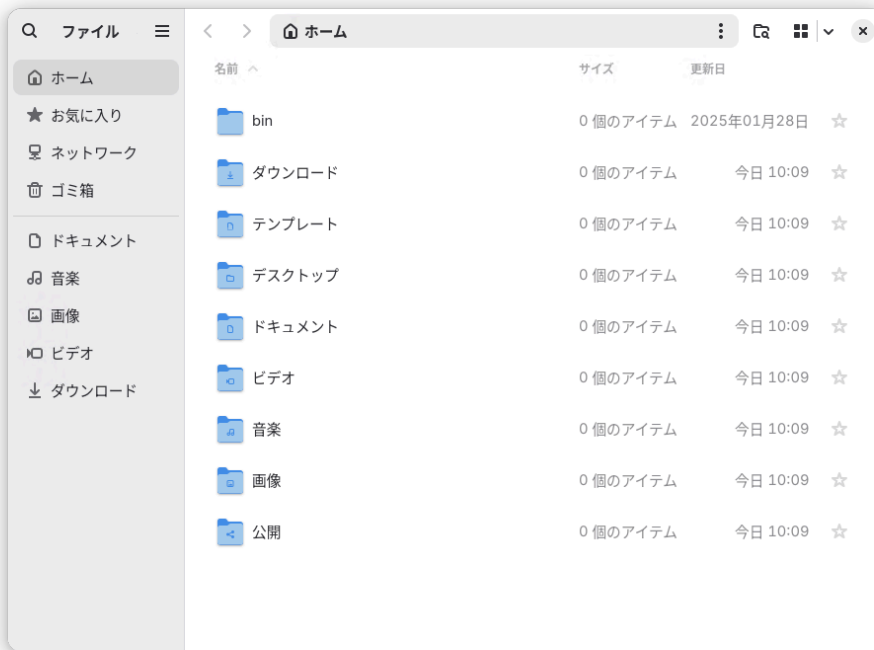 ファイル
ホーム
お気に入り
ネットワーク
ゴミ箱
ドキュメント
音楽
画像
ビデオ
ダウンロード
ホーム
名前 サイズ 更新日
bin 0 個のアイテム 2025年01月28日
ダウンロード 0 個のアイテム 今日 10:09
テンプレート 0 個のアイテム 今日 10:09
デスクトップ 0 個のアイテム 今日 10:09
ドキュメント 0 個のアイテム 今日 10:09
ビデオ 0 個のアイテム 今日 10:09
音楽 0 個のアイテム 今日 10:09
画像 0 個のアイテム 今日 10:09
公開 0 個のアイテム 今日 10:09